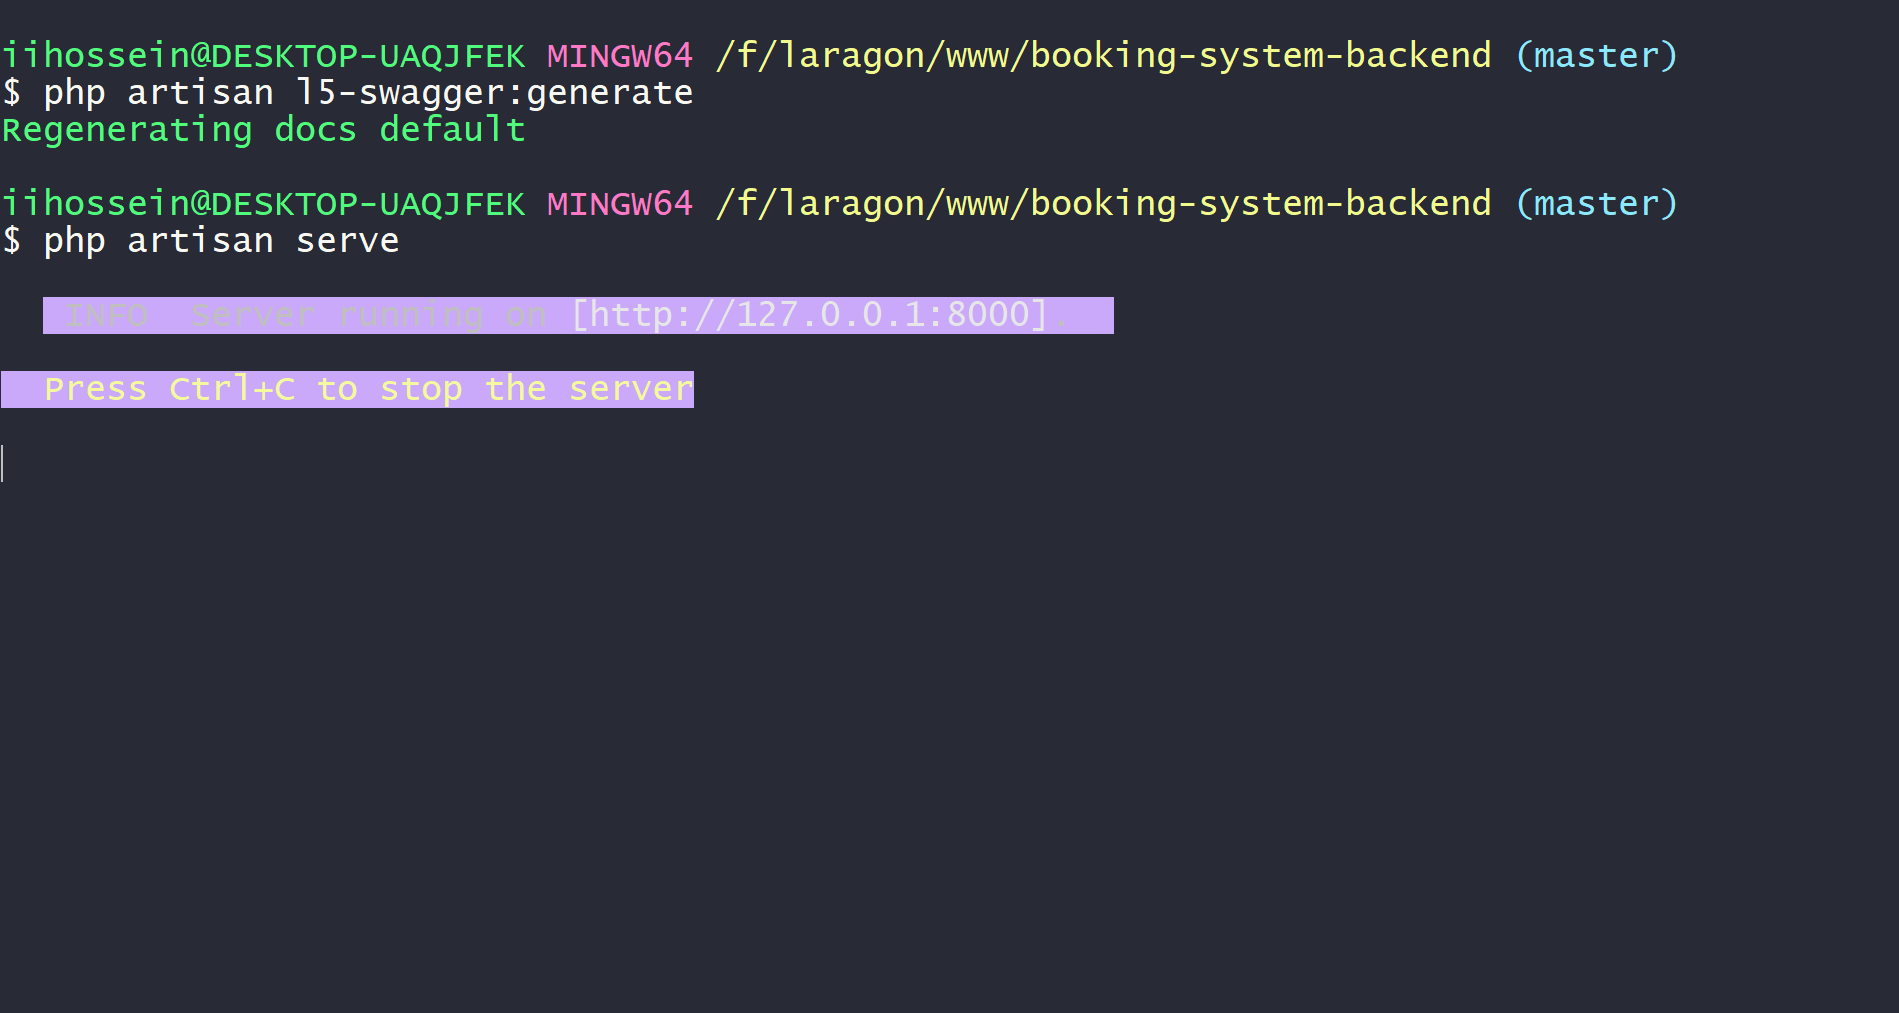 iihossein@DESKTOP-UAQJFEK MINGW64 /f/laragon/www/booking-system-backend (master)
$ php artisan l5-swagger:generate
Regenerating docs default
iihossein@DESKTOP-UAQJFEK MINGW64 /f/laragon/www/booking-system-backend (master)
$ php artisan serve
INFO  Server running on [http://127.0.0.1:8000].
Press Ctrl+C to stop the server